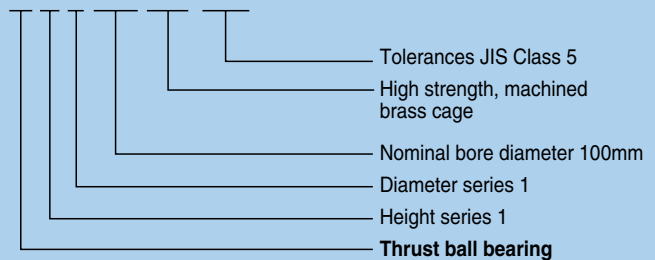 Tolerances JIS Class 5
High strength, machined
brass cage
Nominal bore diameter 100mm
Diameter series 1
Height series 1
Thrust ball bearing